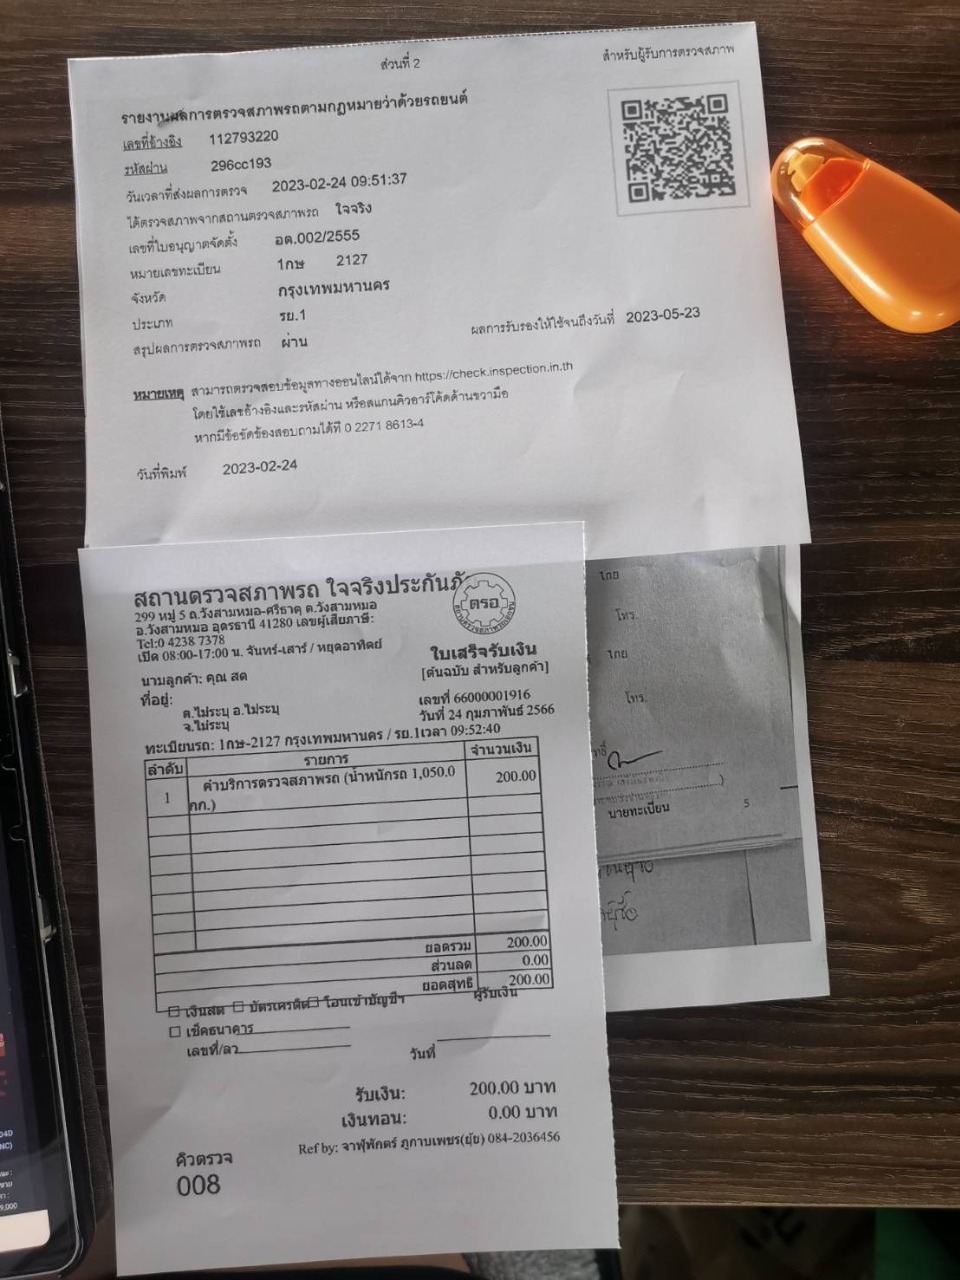 ส่วนที่ 2
สำหรับผู้รับการตรวจสภาพ
รายงานผลการตรวจสภาพรถตามกฎหมายว่าด้วยรถยนต์
เลขที่อ้างอิง 112793220
รหัสผ่าน 296cc193
วันเวลาที่ส่งผลการตรวจ 2023-02-24 09:51:37
ได้ตรวจสภาพจากสถานตรวจสภาพรถ ใจจริง
เลขที่ใบอนุญาตจัดตั้ง อด.002/2555
หมายเลขทะเบียน 1กษ 2127
จังหวัด กรุงเทพมหานคร
ประเภท รย.1
สรุปผลการตรวจสภาพรถ ผ่าน ผลการรับรองให้ใช้จนถึงวันที่ 2023-05-23
หมายเหตุ สามารถตรวจสอบข้อมูลทางออนไลน์ได้จาก https://check.inspection.in.th
โดยใช้เลขอ้างอิงและรหัสผ่าน หรือสแกนคิวอาร์โค้ดด้านขวามือ
หากมีข้อขัดข้องสอบถามได้ที่ 0 2271 8613-4
วันที่พิมพ์ 2023-02-24
สถานตรวจสภาพรถ ใจจริงประกันภั
ตรอ
299 หมู่ 5 ถ.วังสามหมอ-ศรีธาตุ ต.วังสามหมอ
อ.วังสามหมอ อุดรธานี 41280 เลขผู้เสียภาษี:
Tel:0 4238 7378
เปิด 08:00-17:00 น. จันทร์-เสาร์ / หยุดอาทิตย์
ใบเสร็จรับเงิน
[ต้นฉบับ สำหรับลูกค้า]
นามลูกค้า: คุณ สด
ที่อยู่:
ต.ไม่ระบุ อ.ไม่ระบุ
จ.ไม่ระบุ
เลขที่ 66000001916
วันที่ 24 กุมภาพันธ์ 2566
ทะเบียนรถ: 1กษ-2127 กรุงเทพมหานคร / รย.1เวลา 09:52:40
ลำดับ รายการ จำนวนเงิน
1 ค่าบริการตรวจสภาพรถ (น้ำหนักรถ 1,050.0 200.00
กก.)
ยอดรวม 200.00
ส่วนลด 0.00
ยอดสุทธิ 200.00
เงินสด บัตรเครดิต โอนเข้าบัญชีฯ ผู้รับเงิน
เช็คธนาคาร
เลขที่/ลว. วันที่
รับเงิน: 200.00 บาท
เงินทอน: 0.00 บาท
Ref by: จาฬุพักตร์ ภูกาบเพชร(ยุ้ย) 084-2036456
คิวตรวจ
008
ไทย
โทร.
ไทย
โทร.
นายทะเบียน 5